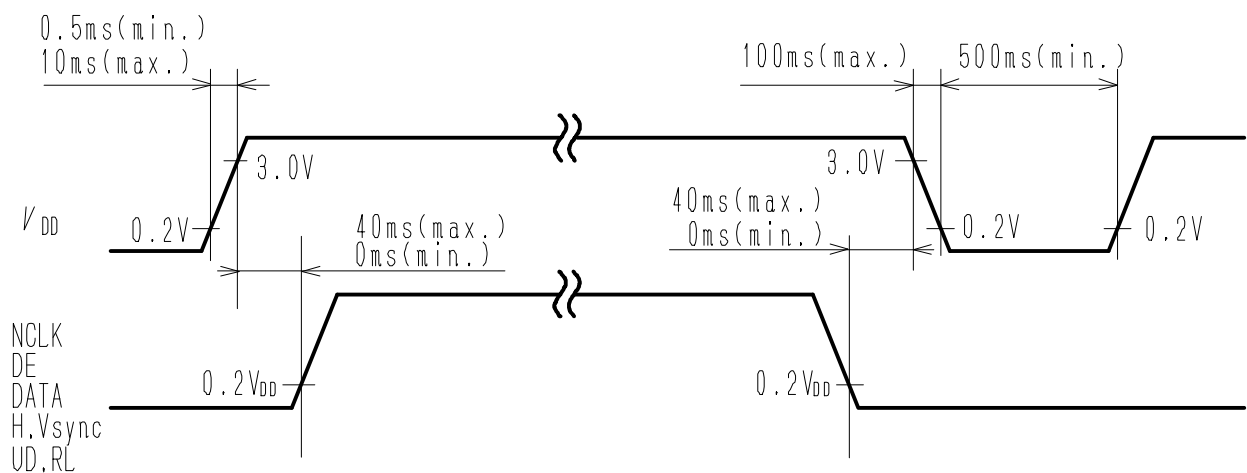 0.5ms(min.)
10ms(max.)
100ms(max.)
500ms(min.)
3.0V
3.0V
VDD
0.2V
40ms(max.)
0ms(min.)
40ms(max.)
0ms(min.)
0.2V
0.2V
NCLK
DE
DATA
H,Vsync
UD,RL
0.2VDD
0.2VDD